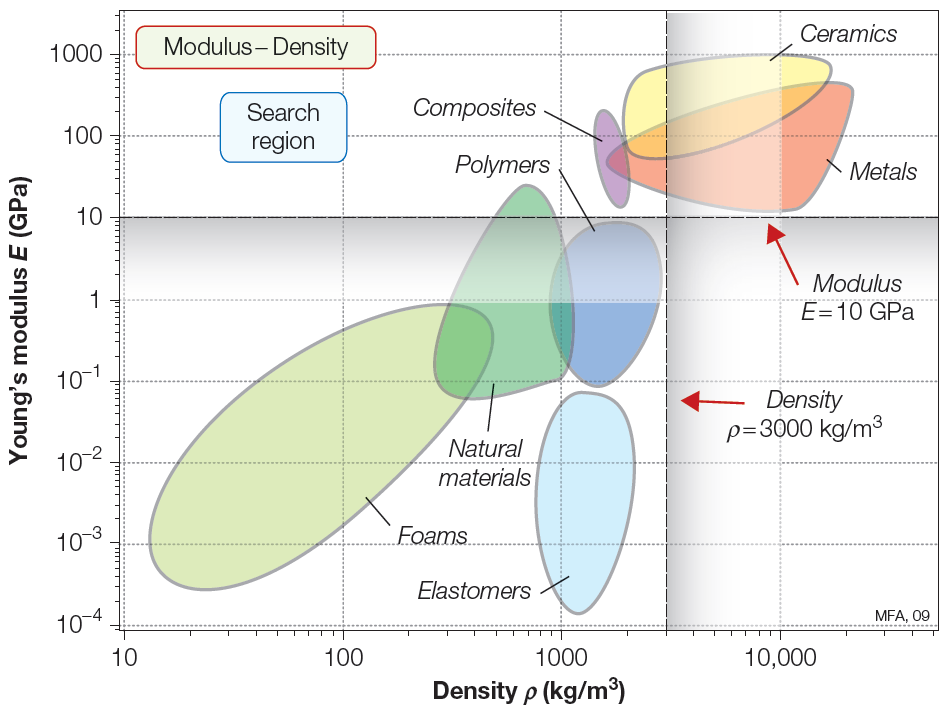 Modulus – Density
Search
region
Ceramics
Composites
Polymers
Metals
Modulus
E = 10 GPa
Density
ρ = 3000 kg/m³
Natural
materials
Foams
Elastomers
MFA, 09
Young's modulus E (GPa)
1000
100
10
1
10⁻¹
10⁻²
10⁻³
10⁻⁴
10 100 1000 10,000
Density ρ (kg/m³)